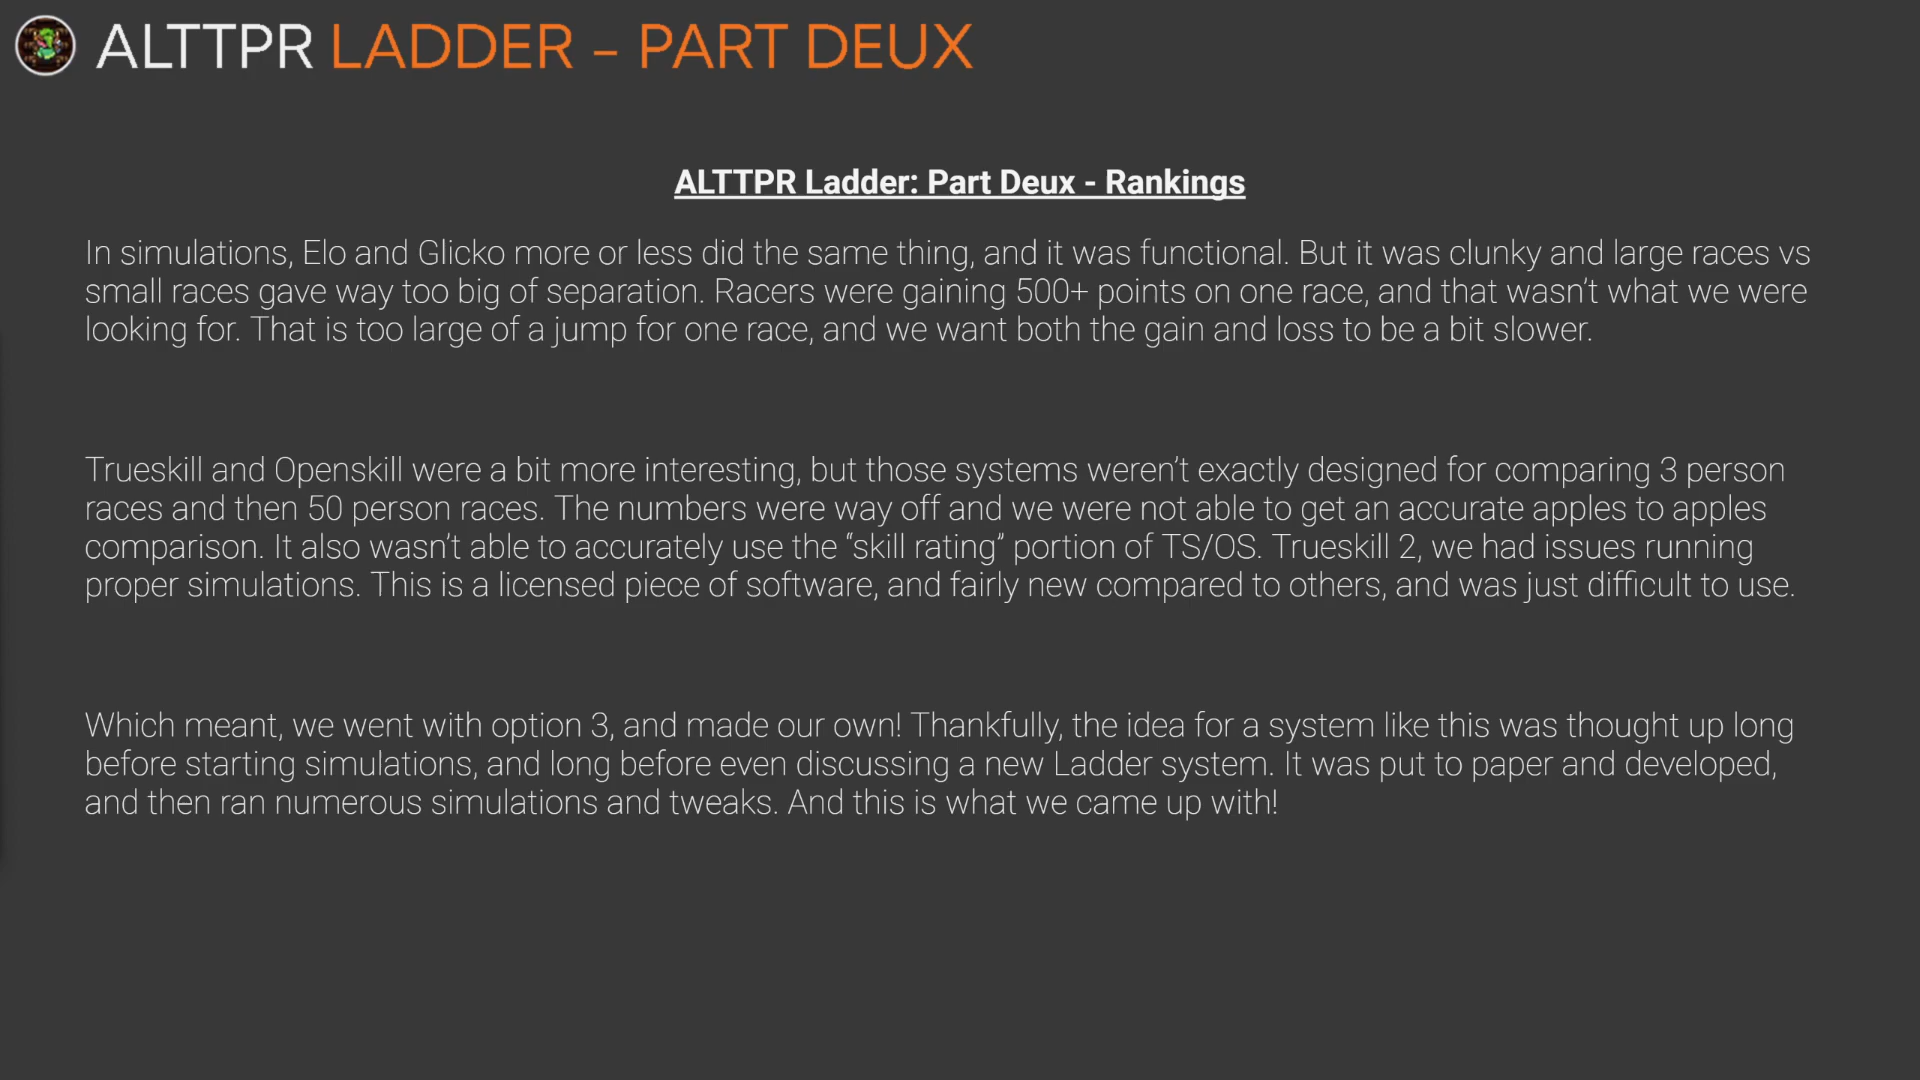 ALTTPR LADDER – PART DEUX
ALTTPR Ladder: Part Deux - Rankings
In simulations, Elo and Glicko more or less did the same thing, and it was functional. But it was clunky and large races vs
small races gave way too big of separation. Racers were gaining 500+ points on one race, and that wasn’t what we were
looking for. That is too large of a jump for one race, and we want both the gain and loss to be a bit slower.
Trueskill and Openskill were a bit more interesting, but those systems weren’t exactly designed for comparing 3 person
races and then 50 person races. The numbers were way off and we were not able to get an accurate apples to apples
comparison. It also wasn’t able to accurately use the “skill rating” portion of TS/OS. Trueskill 2, we had issues running
proper simulations. This is a licensed piece of software, and fairly new compared to others, and was just difficult to use.
Which meant, we went with option 3, and made our own! Thankfully, the idea for a system like this was thought up long
before starting simulations, and long before even discussing a new Ladder system. It was put to paper and developed,
and then ran numerous simulations and tweaks. And this is what we came up with!